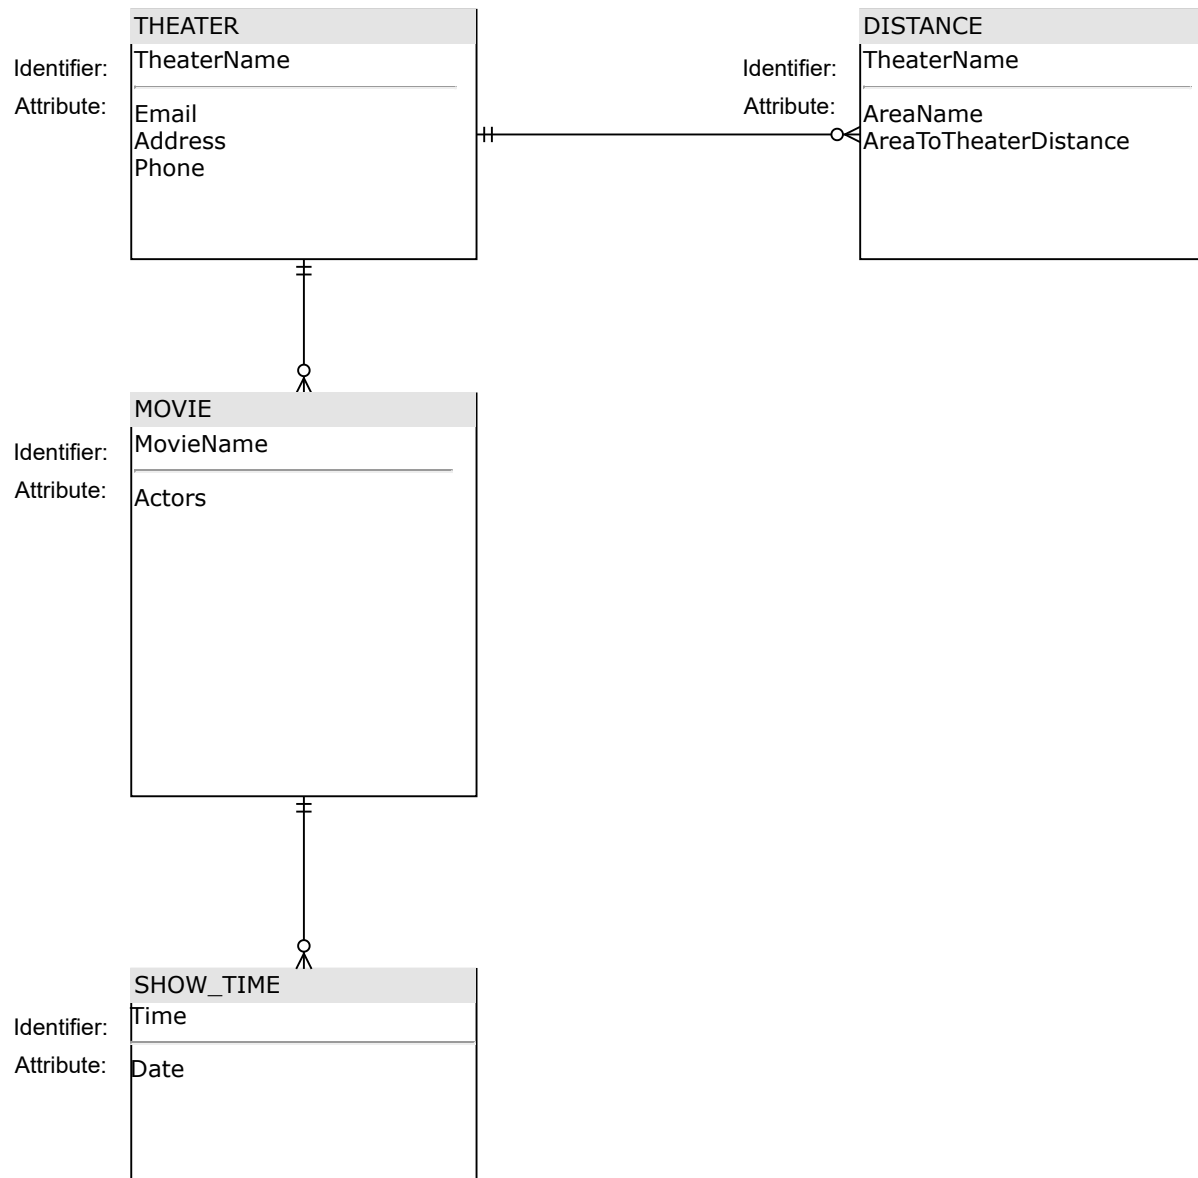 THEATER
Identifier:
TheaterName
Attribute:
Email
Address
Phone
DISTANCE
Identifier:
TheaterName
Attribute:
AreaName
AreaToTheaterDistance
MOVIE
Identifier:
MovieName
Attribute:
Actors
SHOW_TIME
Identifier:
Time
Attribute:
Date